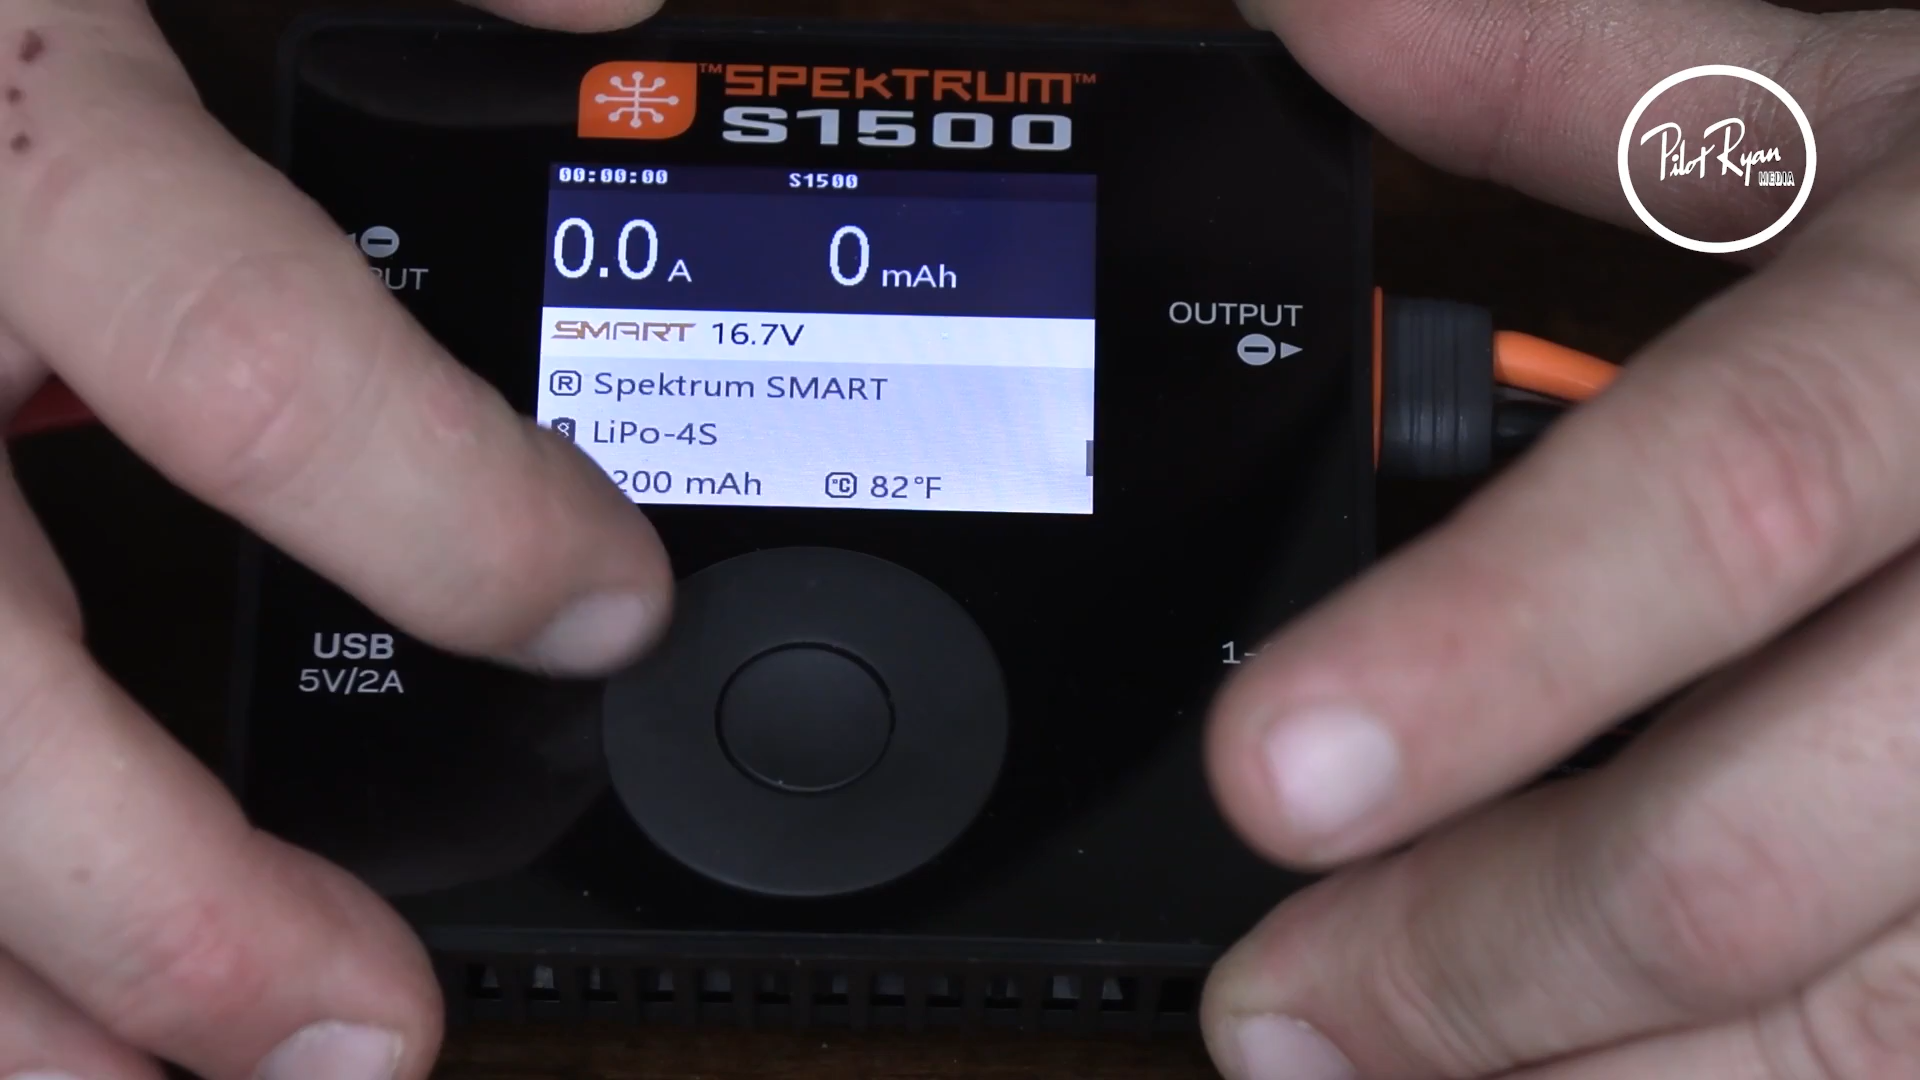 ™SPEKTRUM™
S1500
00:00:00 S1500
0.0 A 0 mAh
SMART 16.7V
R Spektrum SMART
LiPo-4S
200 mAh °C 82°F
OUTPUT
USB
5V/2A
Pilot Ryan
MEDIA